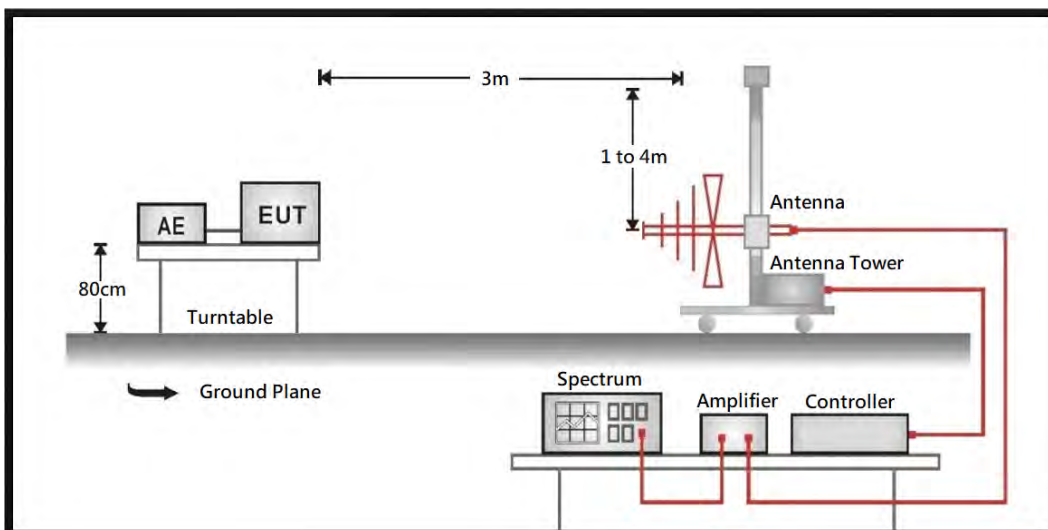 3m
1 to 4m
AE
EUT
Antenna
Antenna Tower
80cm
Turntable
Ground Plane
Spectrum
Amplifier
Controller